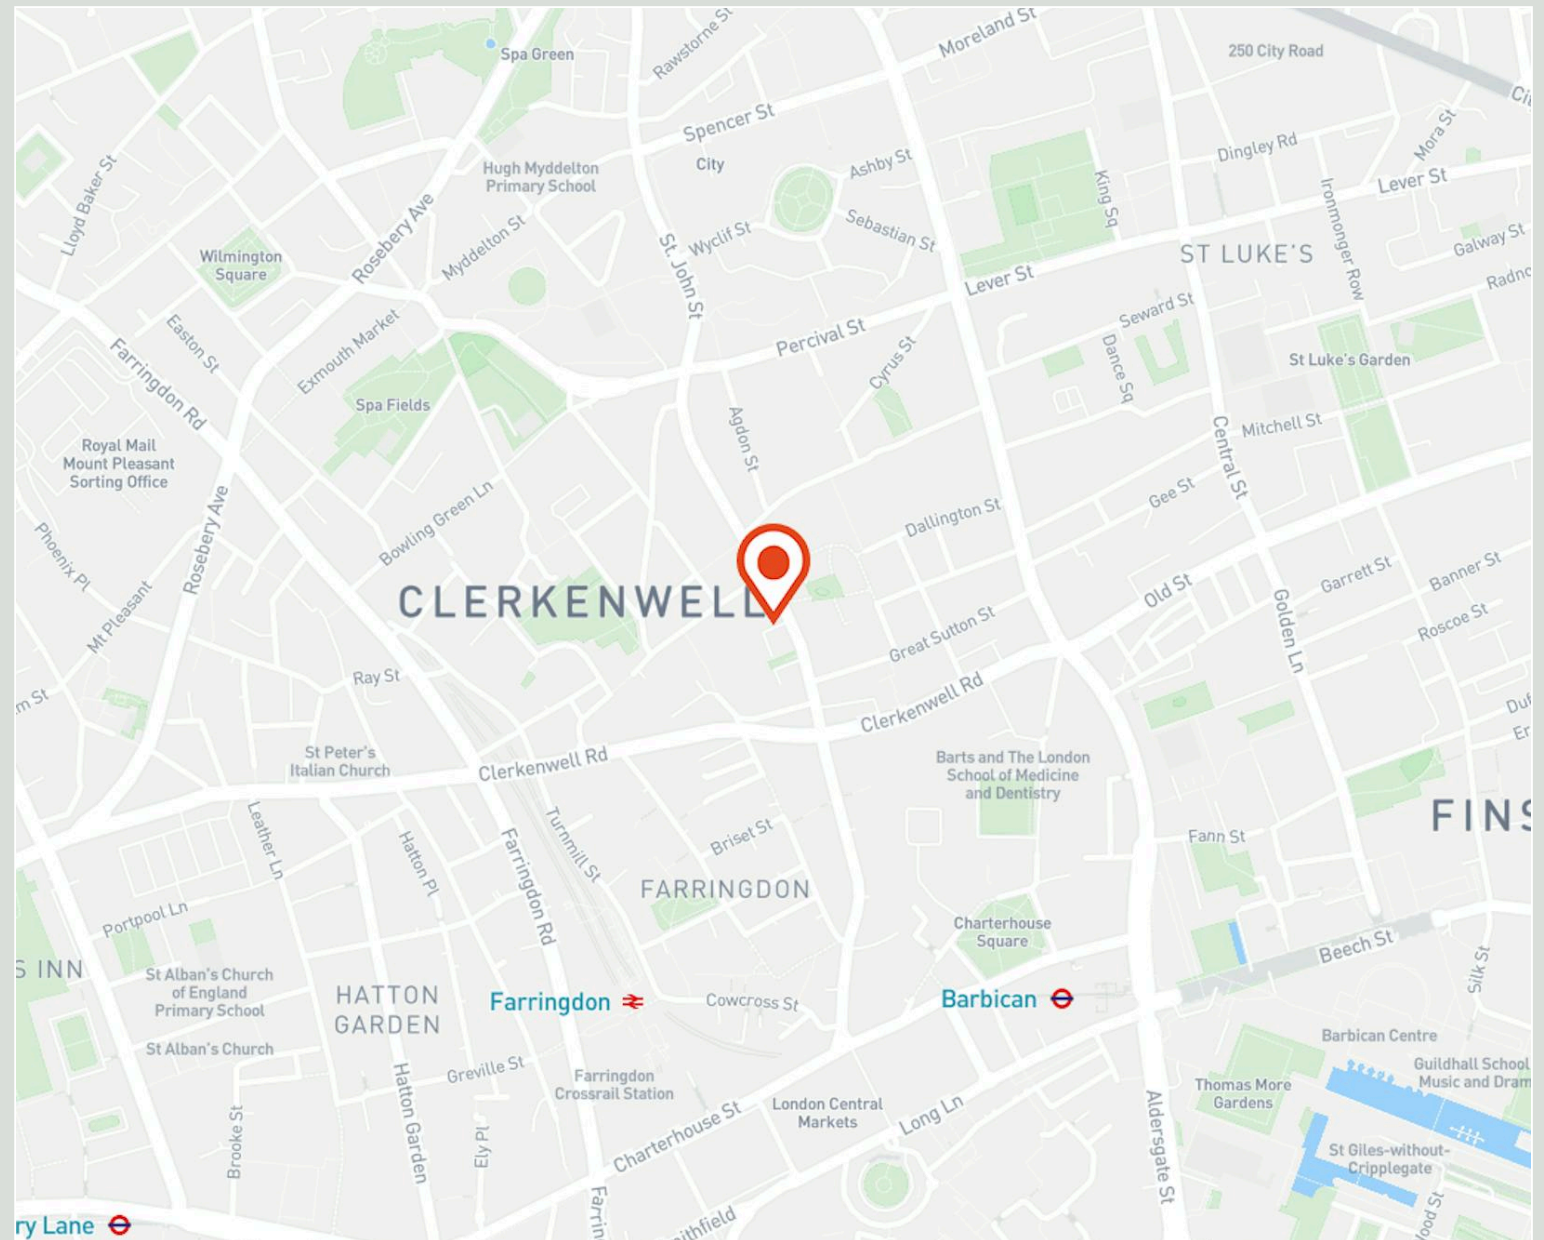 Spa Green
Rawstorne St
Moreland St
250 City Road
Spencer St
City
Ashby St
Dingley Rd
Mora St
Hugh Myddelton
Primary School
Lloyd Baker St
King Sq
Ironmonger Row
Lever St
Rosebery Ave
Myddelton St
Wyclif St
Sebastian St
Galway St
Wilmington
Square
St. John St
ST LUKE'S
Lever St
Seward St
Easton St
Exmouth Market
Percival St
Cyrus St
Dance Sq
St Luke's Garden
Farringdon Rd
Spa Fields
Agdon St
Central St
Mitchell St
Royal Mail
Mount Pleasant
Sorting Office
Rosebery Ave
Bowling Green Ln
Dallington St
Gee St
Phoenix Pl
Mt Pleasant
CLERKENWELL
Great Sutton St
Old St
Garrett St
Banner St
Golden Ln
Roscoe St
Ray St
Clerkenwell Rd
St Peter's
Italian Church
Clerkenwell Rd
Barts and The London
School of Medicine
and Dentistry
Leather Ln
Hatton Pl
Turnmill St
Briset St
Fann St
FINS
Farringdon Rd
FARRINGDON
Portpool Ln
Charterhouse
Square
Beech St
Silk St
S INN
St Alban's Church
of England
Primary School
HATTON
GARDEN
Farringdon
Cowcross St
Barbican
St Alban's Church
Greville St
Barbican Centre
Farringdon
Crossrail Station
Guildhall School
Music and Dram
Thomas More
Gardens
Hatton Garden
London Central
Markets
Long Ln
Charterhouse St
Aldersgate St
Brooke St
Ely Pl
St Giles-without-
Cripplegate
Farrin
ithfield
ood St
ry Lane